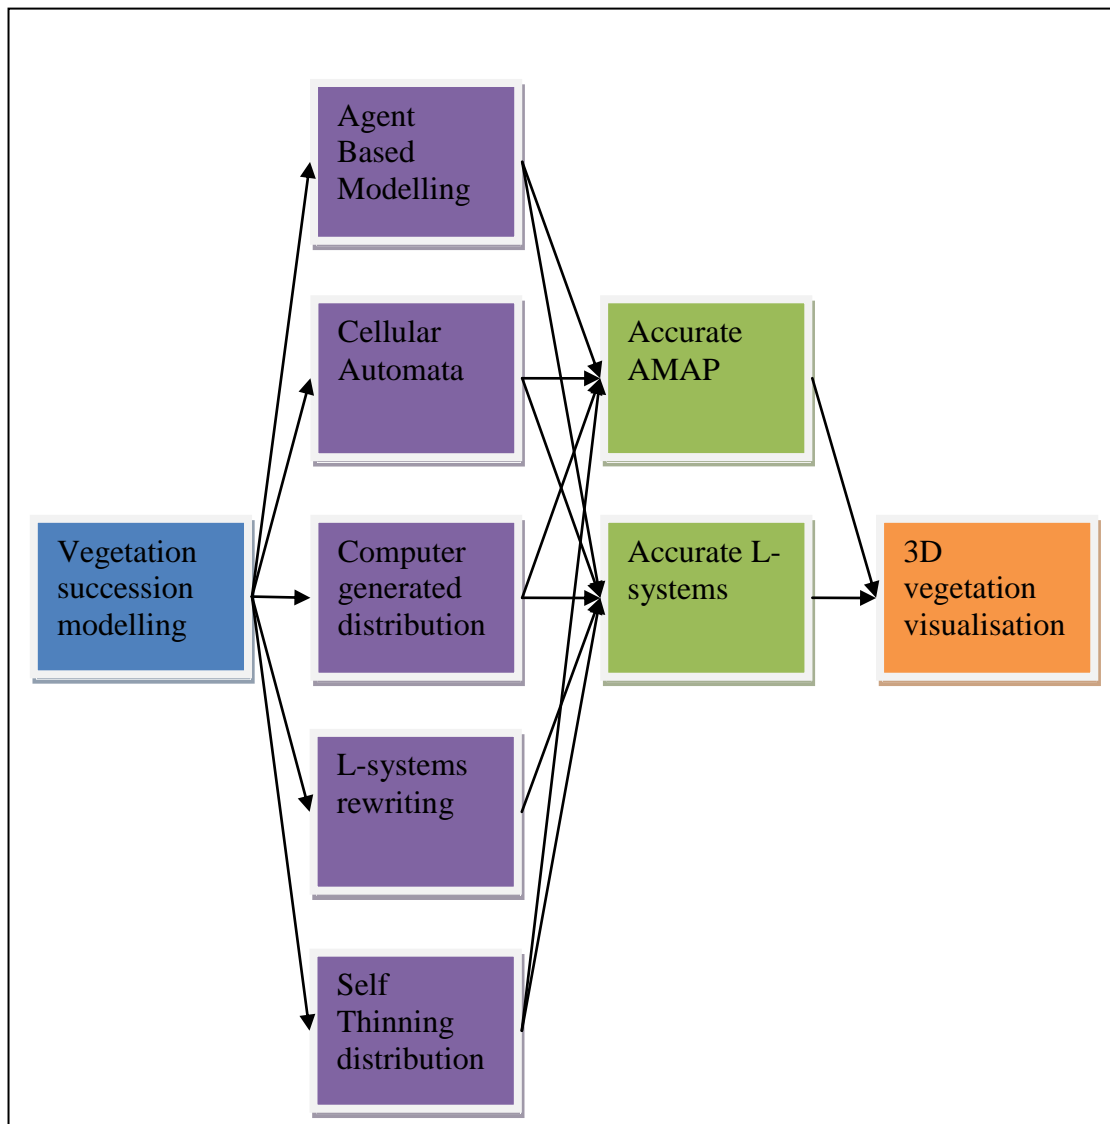 Agent
Based
Modelling
Cellular
Automata
Accurate
AMAP
Vegetation
succession
modelling
Computer
generated
distribution
Accurate L-
systems
3D
vegetation
visualisation
L-systems
rewriting
Self
Thinning
distribution